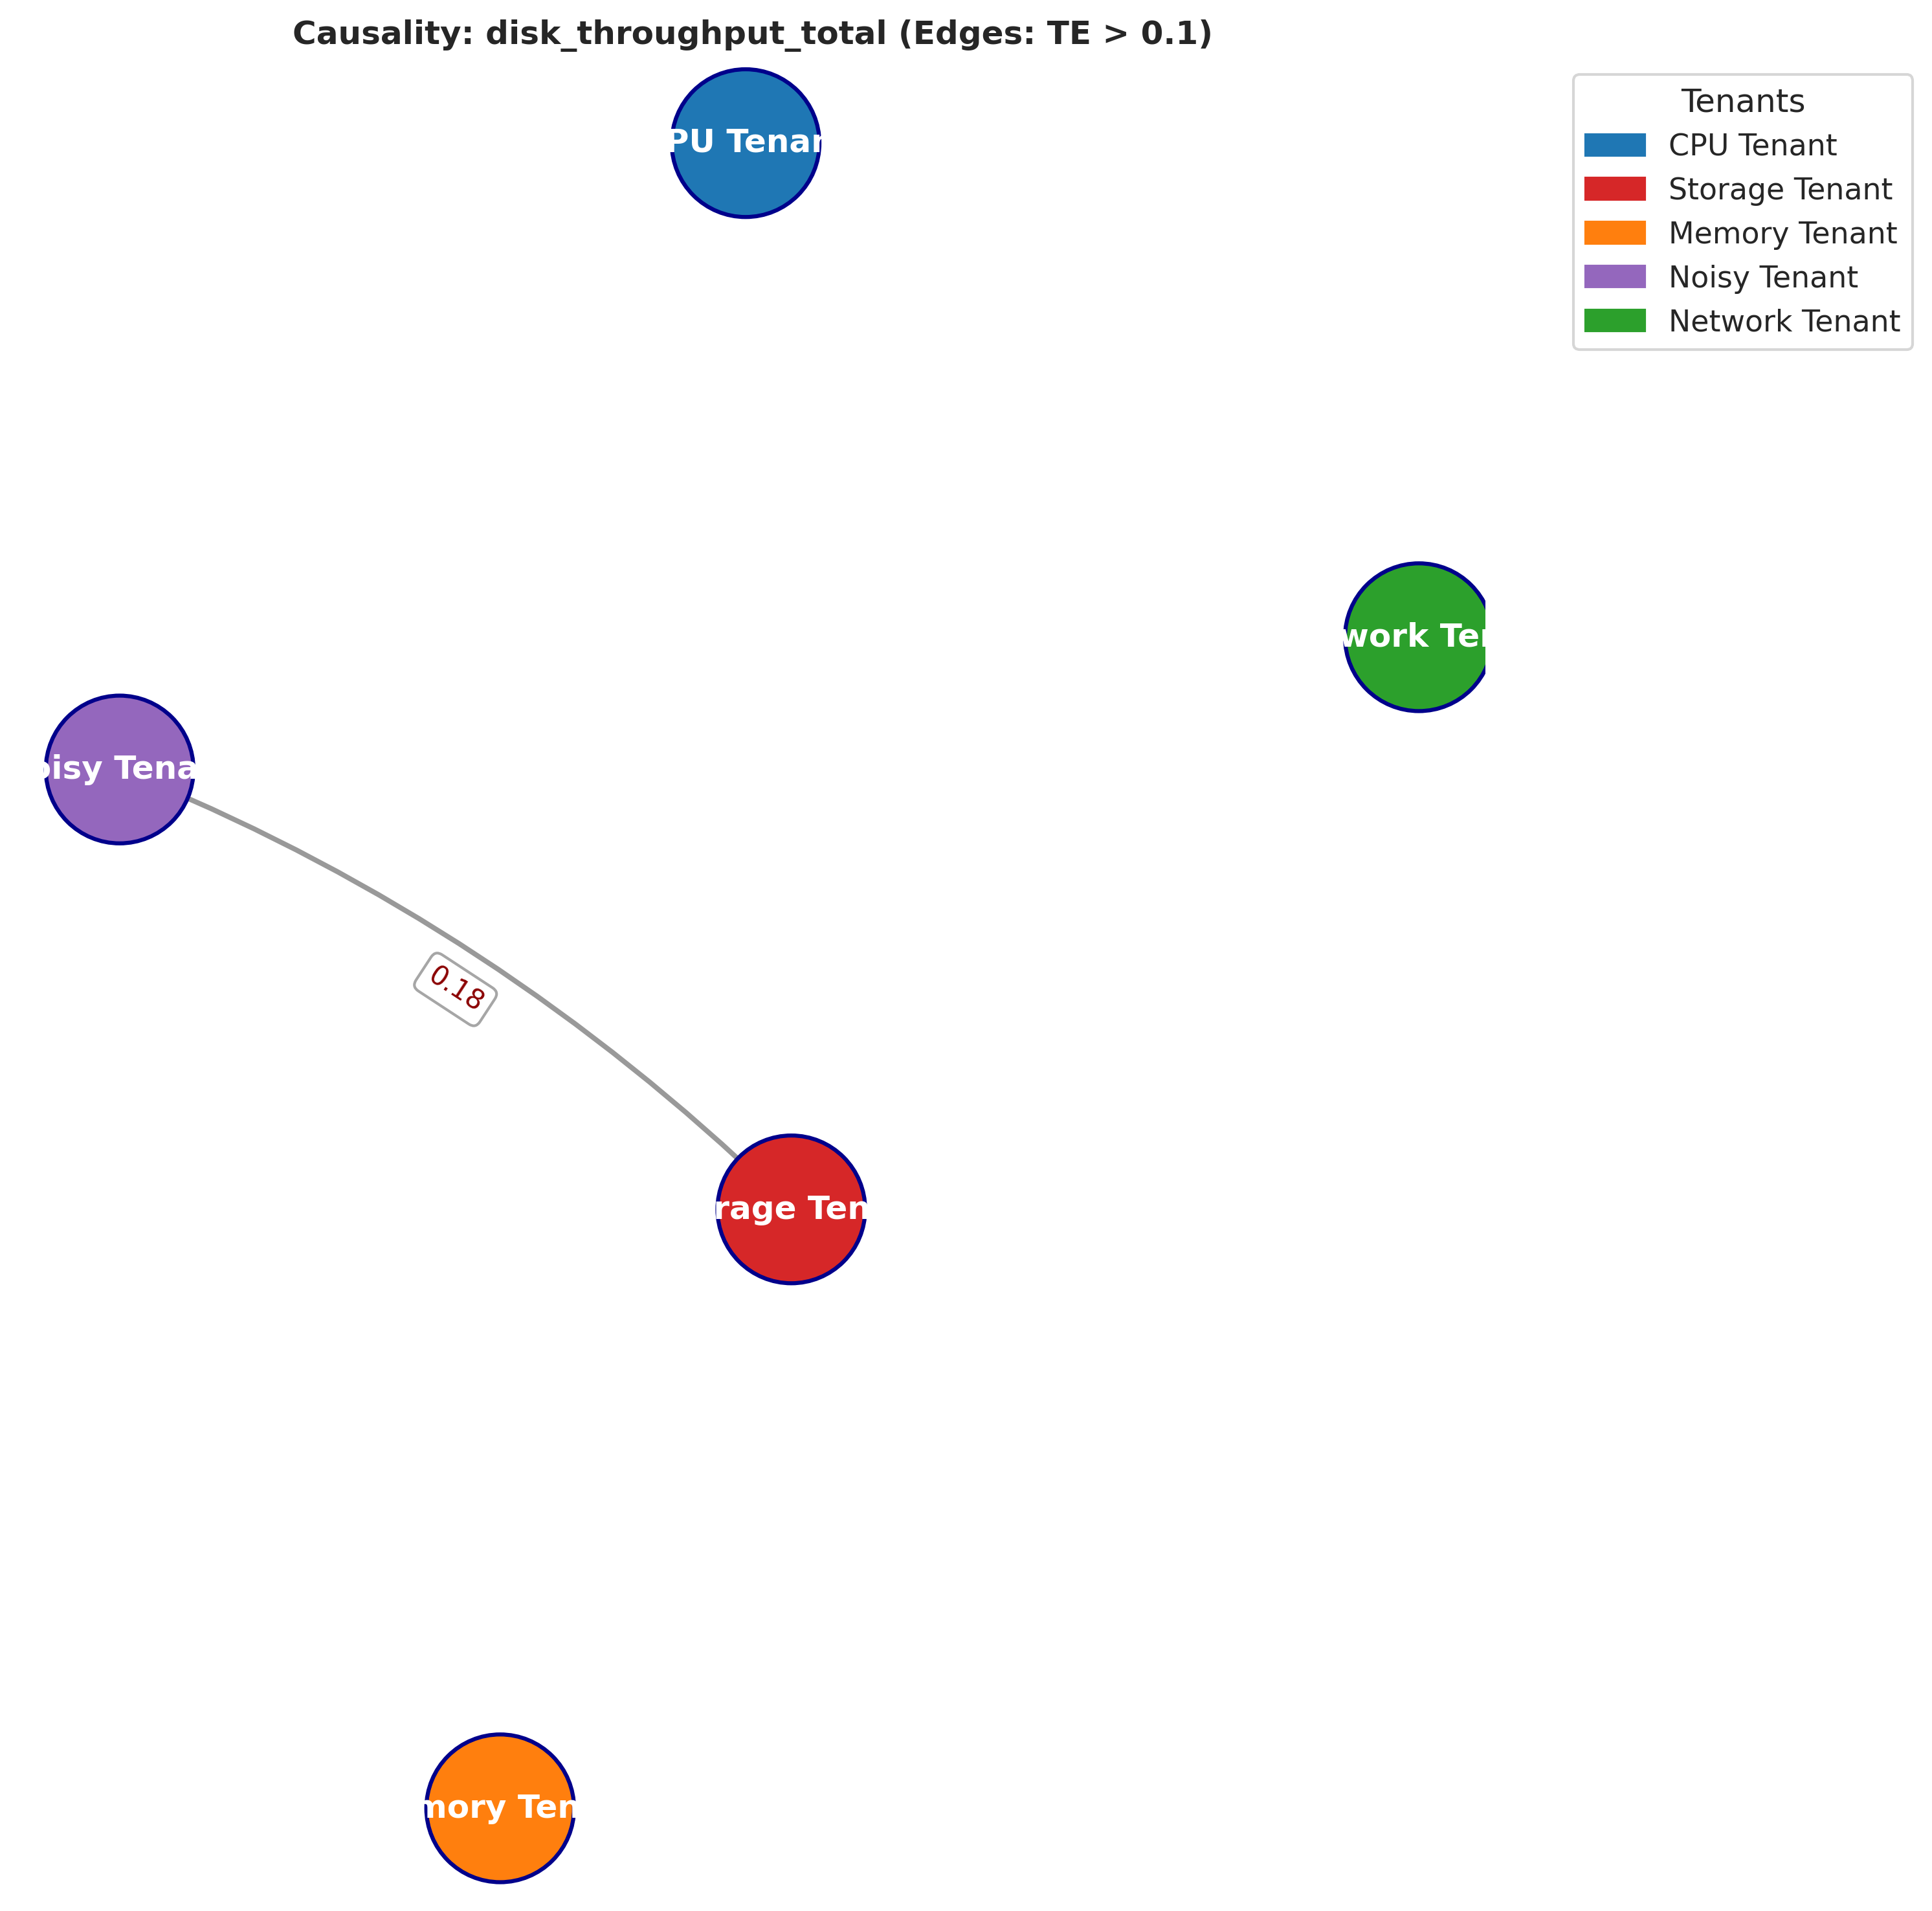 Causality: disk_throughput_total (Edges: TE > 0.1)
Tenants
CPU Tenant
Storage Tenant
Memory Tenant
Noisy Tenant
Network Tenant
PU Tenan
work Ten
oisy Tena
0.18
rage Ten
mory Ten